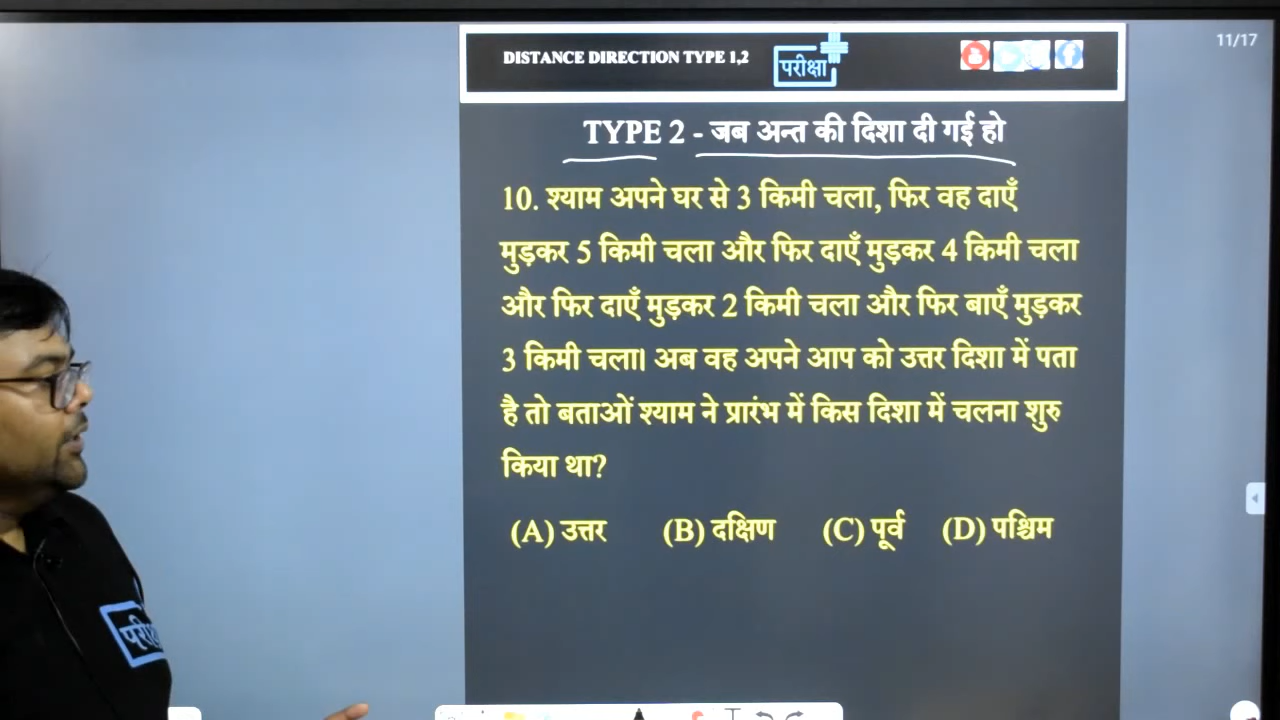 DISTANCE DIRECTION TYPE 1,2
परीक्षा
11/17
TYPE 2 - जब अन्त की दिशा दी गई हो
10. श्याम अपने घर से 3 किमी चला, फिर वह दाएँ
मुड़कर 5 किमी चला और फिर दाएँ मुड़कर 4 किमी चला
और फिर दाएँ मुड़कर 2 किमी चला और फिर बाएँ मुड़कर
3 किमी चला। अब वह अपने आप को उत्तर दिशा में पता
है तो बताओं श्याम ने प्रारंभ में किस दिशा में चलना शुरु
किया था?
(A) उत्तर (B) दक्षिण (C) पूर्व (D) पश्चिम